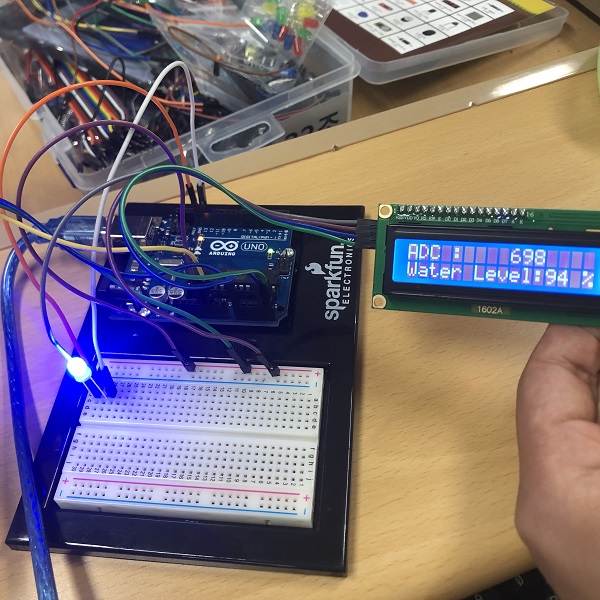 ADC : 698
Water Level:94 %
1602A
UNO
ARDUINO
sparkfun
ELECTRONICS